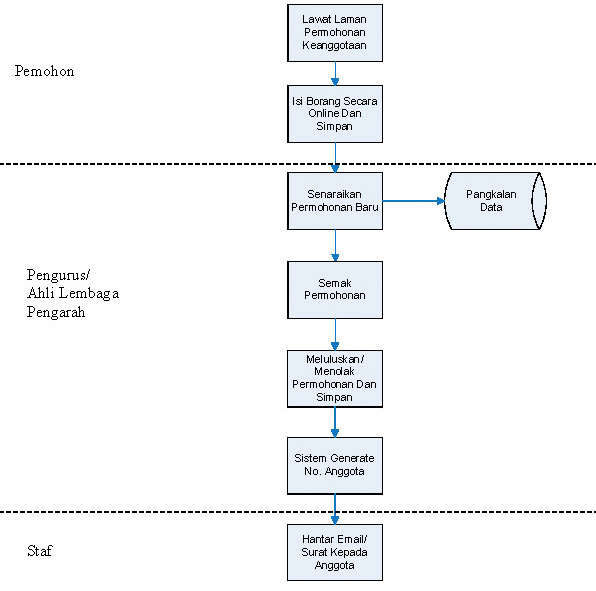 Lawat Laman
Permohonan
Keanggotaan
Pemohon
Isi Borang Secara
Online Dan
Simpan
Senaraikan
Permohonan Baru
Pangkalan
Data
Pengurus/
Ahli Lembaga
Pengarah
Semak
Permohonan
Meluluskan/
Menolak
Permohonan Dan
Simpan
Sistem Generate
No. Anggota
Staf
Hantar Email/
Surat Kepada
Anggota